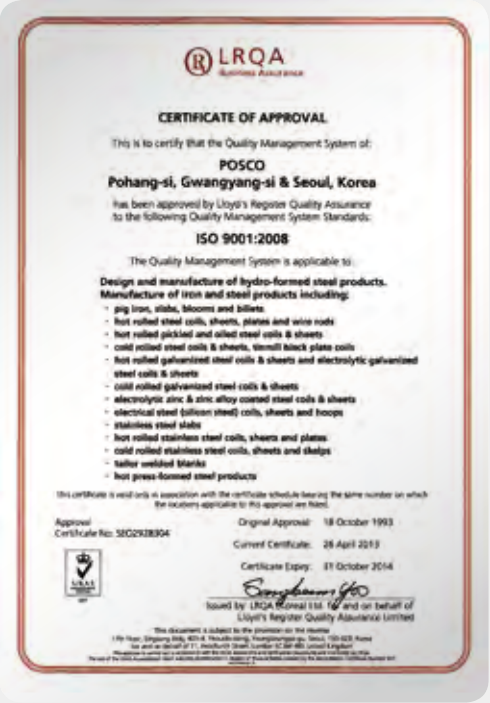 LRQA
Business Assurance
CERTIFICATE OF APPROVAL
This is to certify that the Quality Management System of:
POSCO
Pohang-si, Gwangyang-si & Seoul, Korea
has been approved by Lloyd's Register Quality Assurance
to the following Quality Management System Standards:
ISO 9001:2008
The Quality Management System is applicable to:
Design and manufacture of hydro-formed steel products.
Manufacture of iron and steel products including:
· pig iron, slabs, blooms and billets
· hot rolled steel coils, sheets, plates and wire rods
· hot rolled pickled and oiled steel coils & sheets
· cold rolled steel coils & sheets, tinmill black plate coils
· hot rolled galvanized steel coils & sheets and electrolytic galvanized
steel coils & sheets
· cold rolled galvanized steel coils & sheets
· electrolytic zinc & zinc alloy coated steel coils & sheets
· electrical steel (silicon steel) coils, sheets and hoops
· stainless steel slabs
· hot rolled stainless steel coils, sheets and plates
· cold rolled stainless steel coils, sheets and skelps
· tailor welded blanks
· hot press-formed steel products
This certificate is valid only in association with the certificate schedule bearing the same number on which
the locations applicable to this approval are listed.
Approval
Certificate No: SEO2928304
Original Approval: 18 October 1993
Current Certificate: 26 April 2013
Certificate Expiry: 31 October 2014
UKAS
Issued by: LRQA (Korea) Ltd. for and on behalf of
Lloyd's Register Quality Assurance Limited
This document is subject to the provision on the reverse